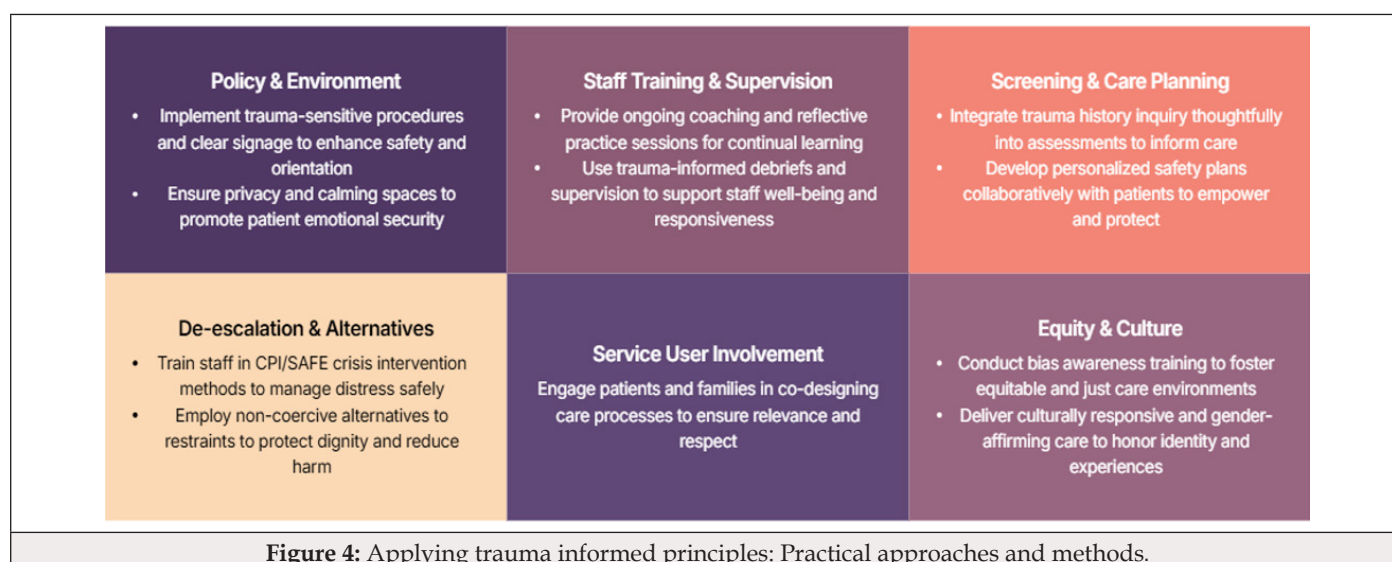 Policy & Environment
• Implement trauma-sensitive procedures
and clear signage to enhance safety and
orientation
• Ensure privacy and calming spaces to
promote patient emotional security
Staff Training & Supervision
• Provide ongoing coaching and reflective
practice sessions for continual learning
• Use trauma-informed debriefs and
supervision to support staff well-being and
responsiveness
Screening & Care Planning
• Integrate trauma history inquiry thoughtfully
into assessments to inform care
• Develop personalized safety plans
collaboratively with patients to empower
and protect
De-escalation & Alternatives
• Train staff in CPI/SAFE crisis intervention
methods to manage distress safely
• Employ non-coercive alternatives to
restraints to protect dignity and reduce
harm
Service User Involvement
Engage patients and families in co-designing
care processes to ensure relevance and
respect
Equity & Culture
• Conduct bias awareness training to foster
equitable and just care environments
• Deliver culturally responsive and gender-
affirming care to honor identity and
experiences
Figure 4: Applying trauma informed principles: Practical approaches and methods.